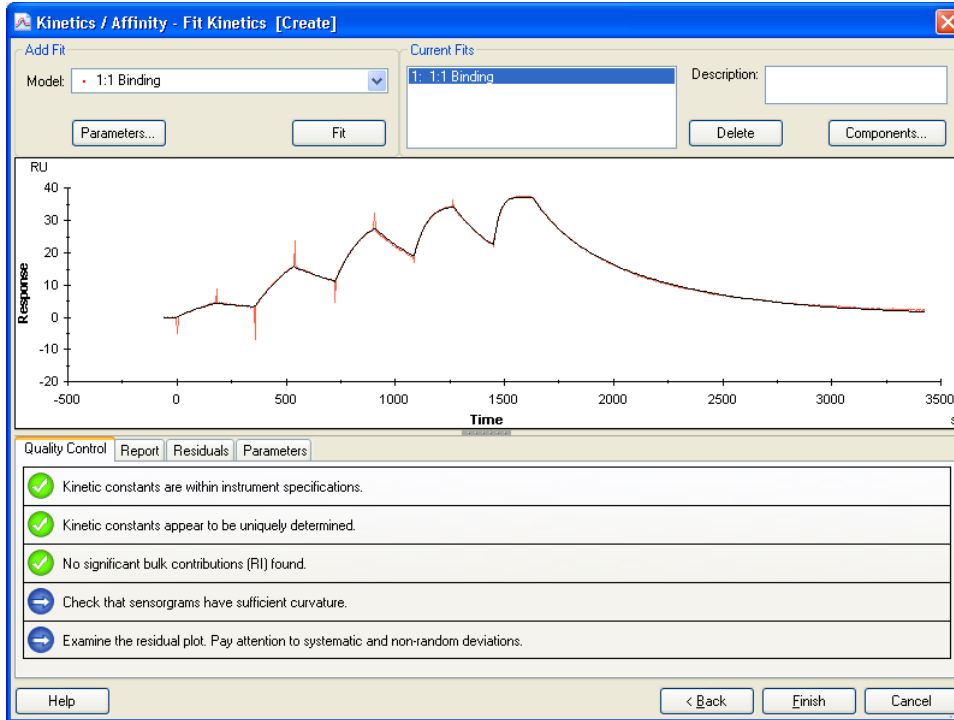 Kinetics / Affinity - Fit Kinetics [Create]
Add Fit
Model: 1:1 Binding
Parameters...
Fit
Current Fits
1: 1:1 Binding
Description:
Delete
Components...
RU
40
30
20
10
0
-10
-20
Response
-500 0 500 1000 1500 2000 2500 3000 3500
Time
s
Quality Control Report Residuals Parameters
Kinetic constants are within instrument specifications.
Kinetic constants appear to be uniquely determined.
No significant bulk contributions (RI) found.
Check that sensorgrams have sufficient curvature.
Examine the residual plot. Pay attention to systematic and non-random deviations.
Help
< Back
Finish
Cancel